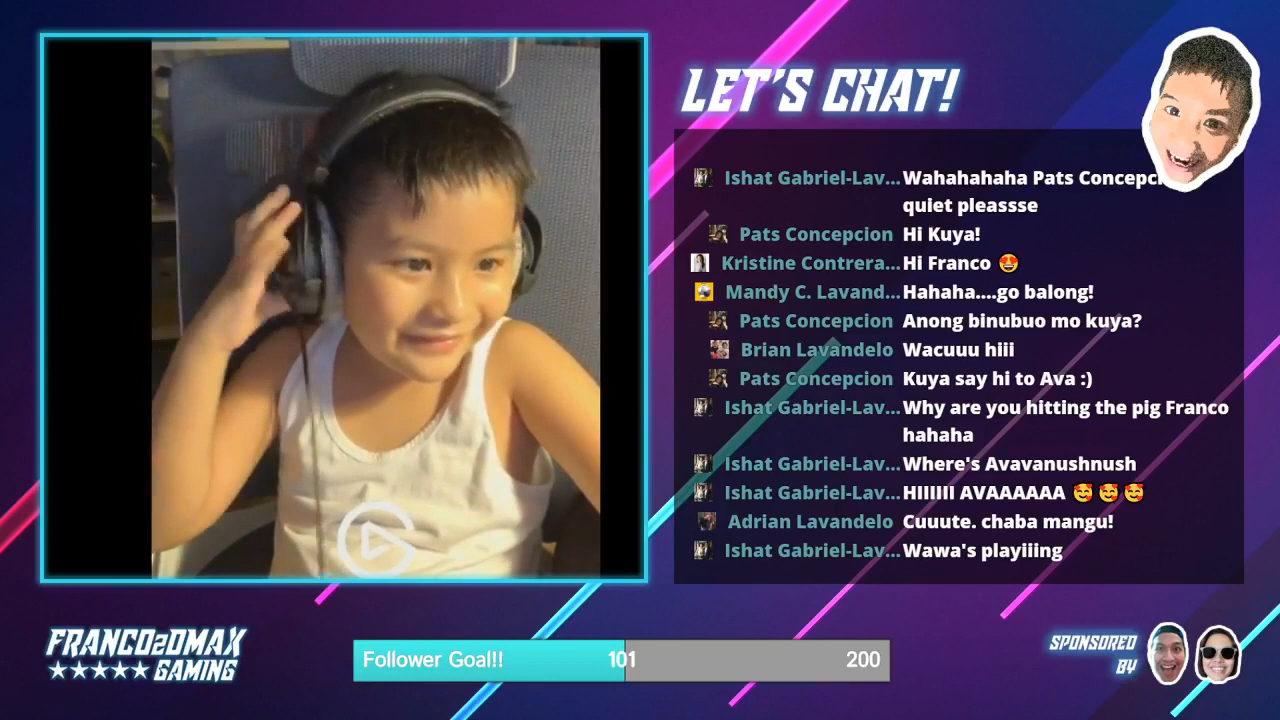 LET'S CHAT!
Ishat Gabriel-Lav... Wahahahaha Pats
quiet pleassse
Pats Concepcion Hi Kuya!
Kristine Contrera... Hi Franco 😍
Mandy C. Lavand... Hahaha....go balong!
Pats Concepcion Anong binubuo mo kuya?
Brian Lavandelo Wacuuu hiii
Pats Concepcion Kuya say hi to Ava :)
Ishat Gabriel-Lav... Why are you hitting the pig Franco
hahaha
Ishat Gabriel-Lav... Where's Avavanushnush
Ishat Gabriel-Lav... HIIIIII AVAAAAAA 🥰🥰🥰
Adrian Lavandelo Cuuute. chaba mangu!
Ishat Gabriel-Lav... Wawa's playiiing
FRANCO2DMAX
★★★★★ GAMING
Follower Goal!! 101 200
SPONSORED
BY